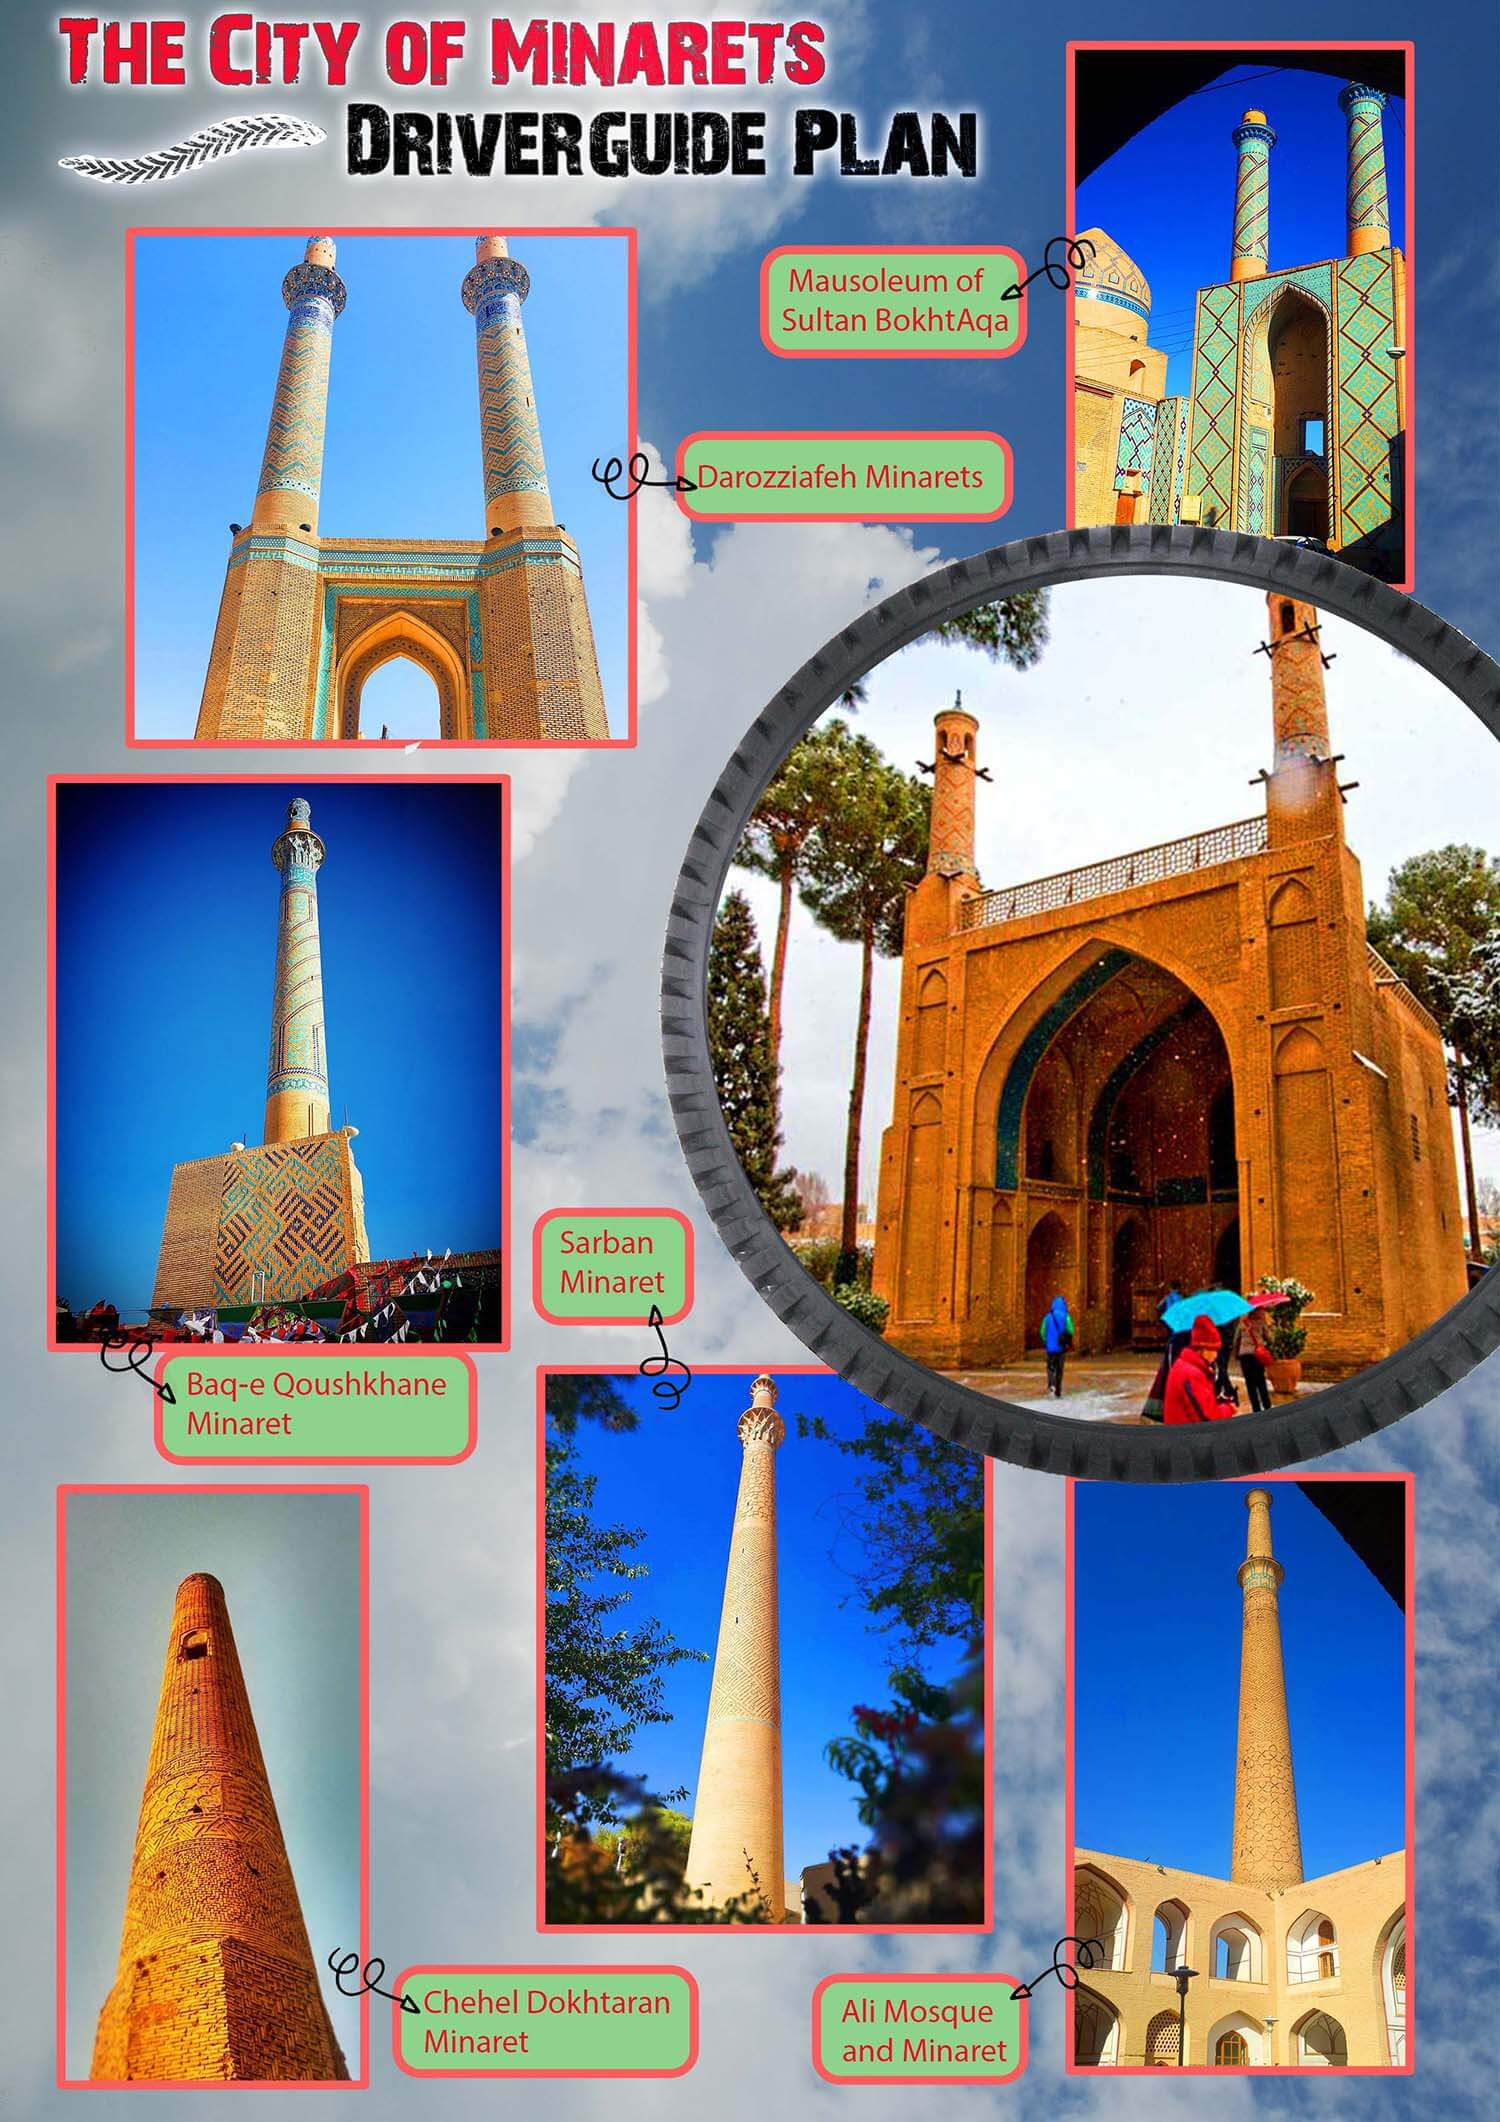 THE CITY OF MINARETS
DRIVERGUIDE PLAN
Mausoleum of
Sultan BokhtAqa
Darozziafeh Minarets
Sarban
Minaret
Baq-e Qoushkhane
Minaret
Chehel Dokhtaran
Minaret
Ali Mosque
and Minaret